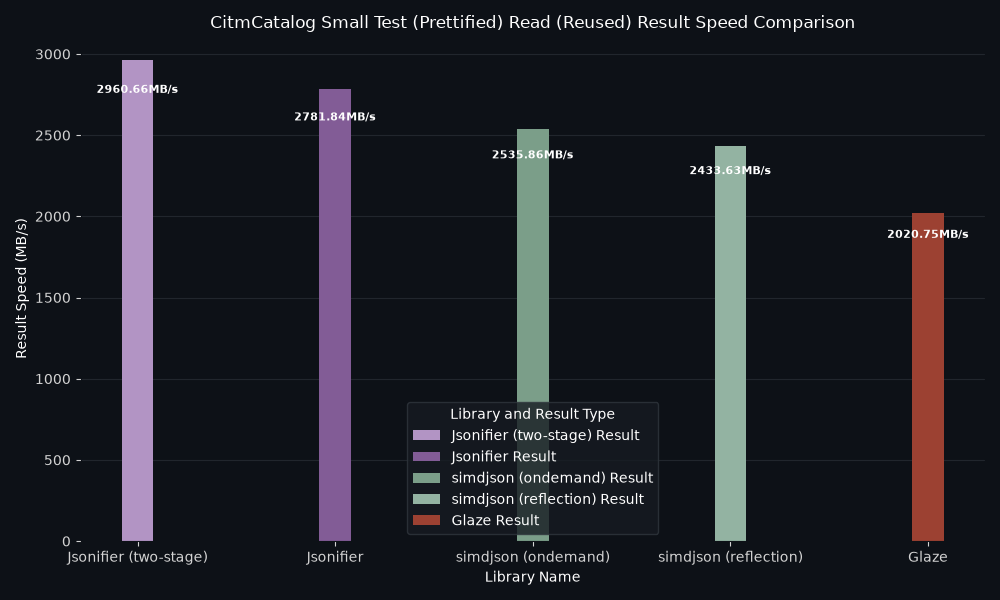 CitmCatalog Small Test (Prettified) Read (Reused) Result Speed Comparison
Result Speed (MB/s)
3000
2500
2000
1500
1000
500
0
2960.66MB/s
2781.84MB/s
2535.86MB/s
2433.63MB/s
2020.75MB/s
Library and Result Type
Jsonifier (two-stage) Result
Jsonifier Result
simdjson (ondemand) Result
simdjson (reflection) Result
Glaze Result
Jsonifier (two-stage)
Jsonifier
simdjson (ondemand)
simdjson (reflection)
Glaze
Library Name